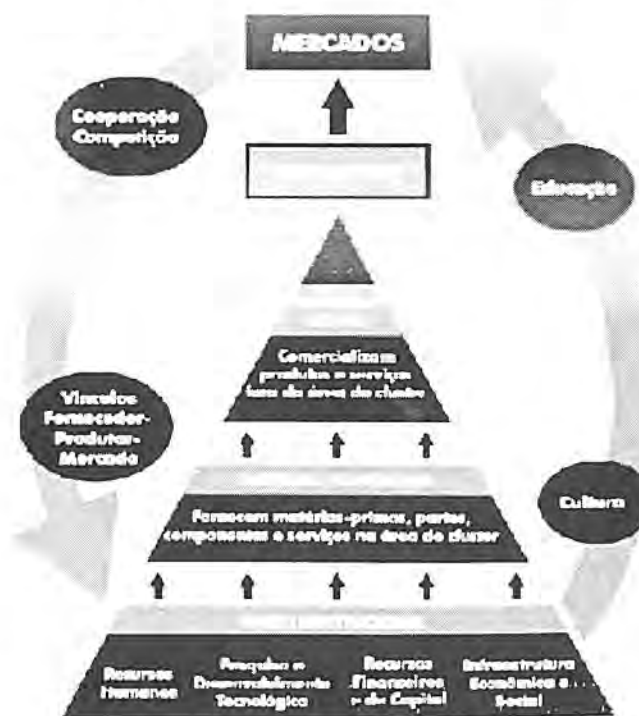 MERCADOS
Cooperação
Competição
Educação
Comercializam
produtos e serviços
fora da área do cluster
Vínculos
Fornecedor-
Produtor-
Mercado
Cultura
Fornecem matérias-primas, partes,
componentes e serviços na área do cluster
Recursos
Humanos
Pesquisa e
Desenvolvimento
Tecnológico
Recursos
Financeiros
e de Capital
Infraestrutura
Econômica e
Social